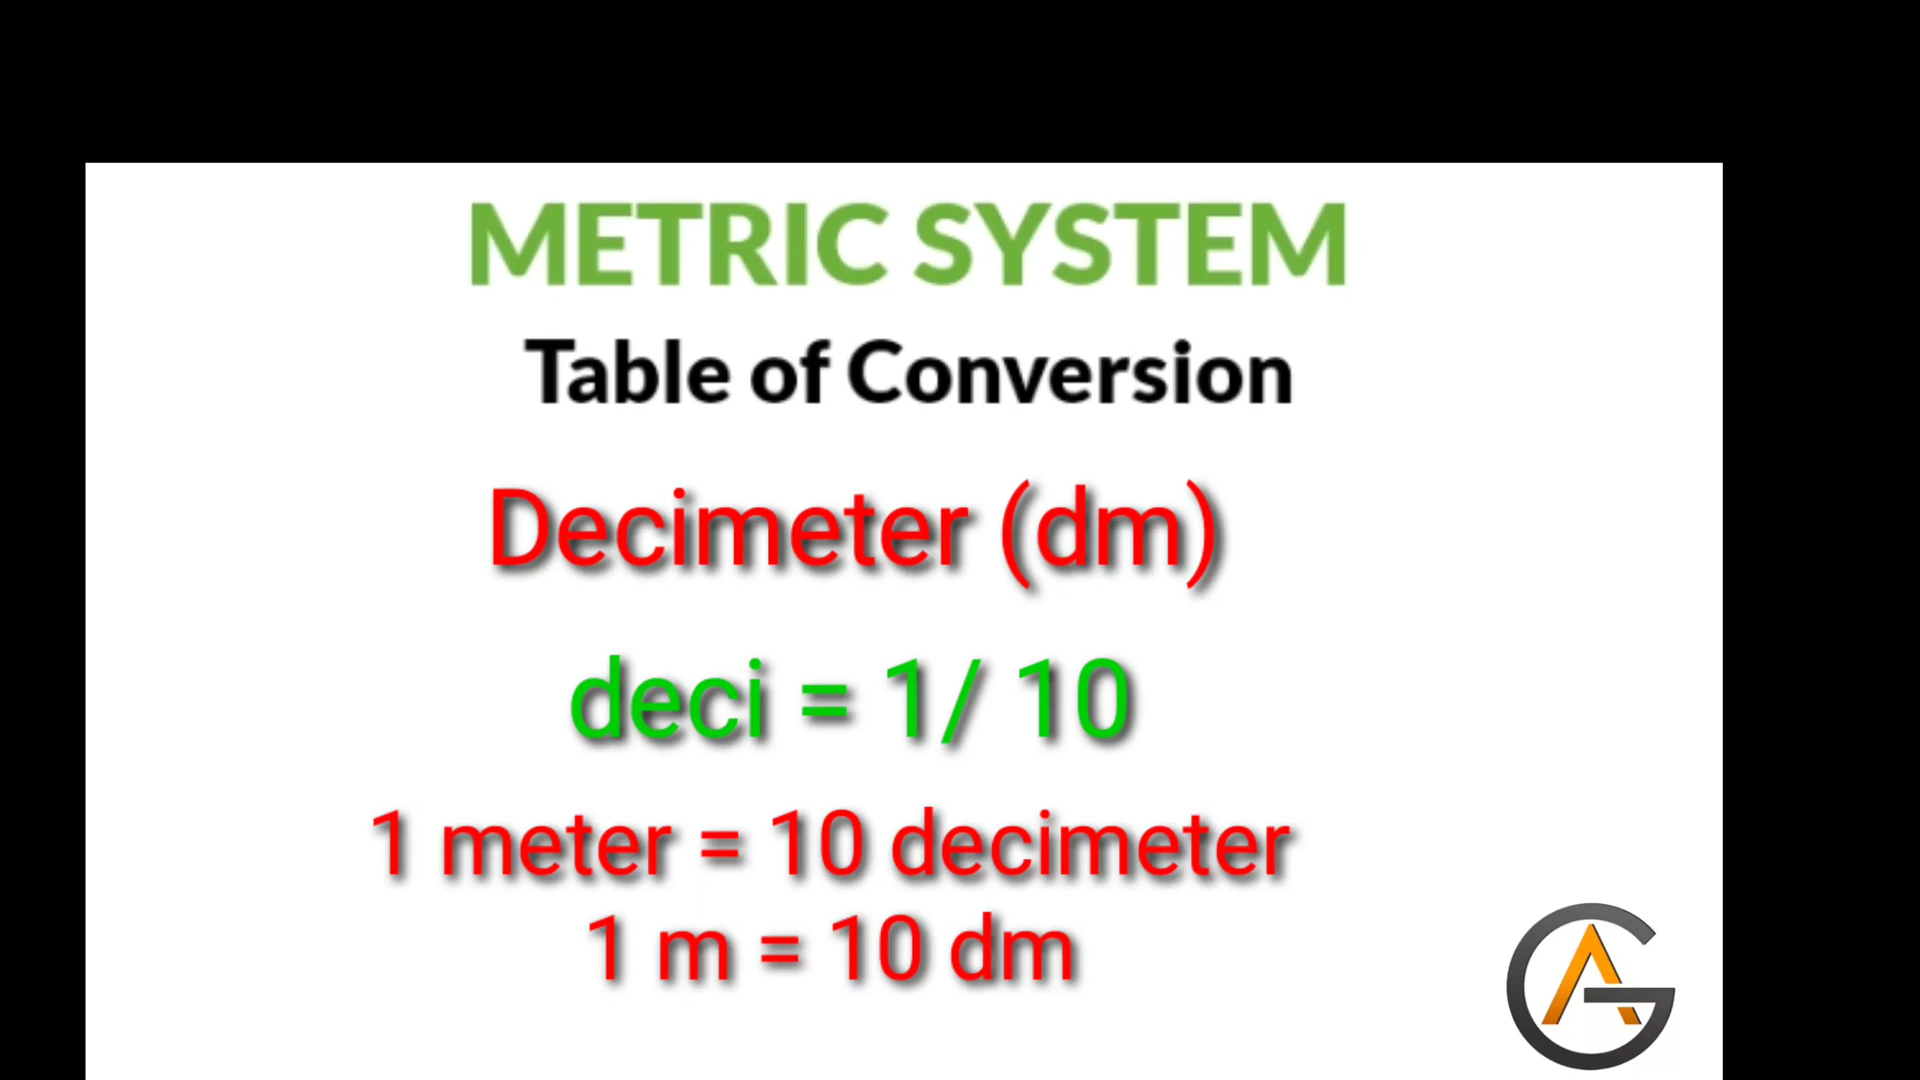 METRIC SYSTEM
Table of Conversion
Decimeter (dm)
deci = 1/ 10
1 meter = 10 decimeter
1 m = 10 dm